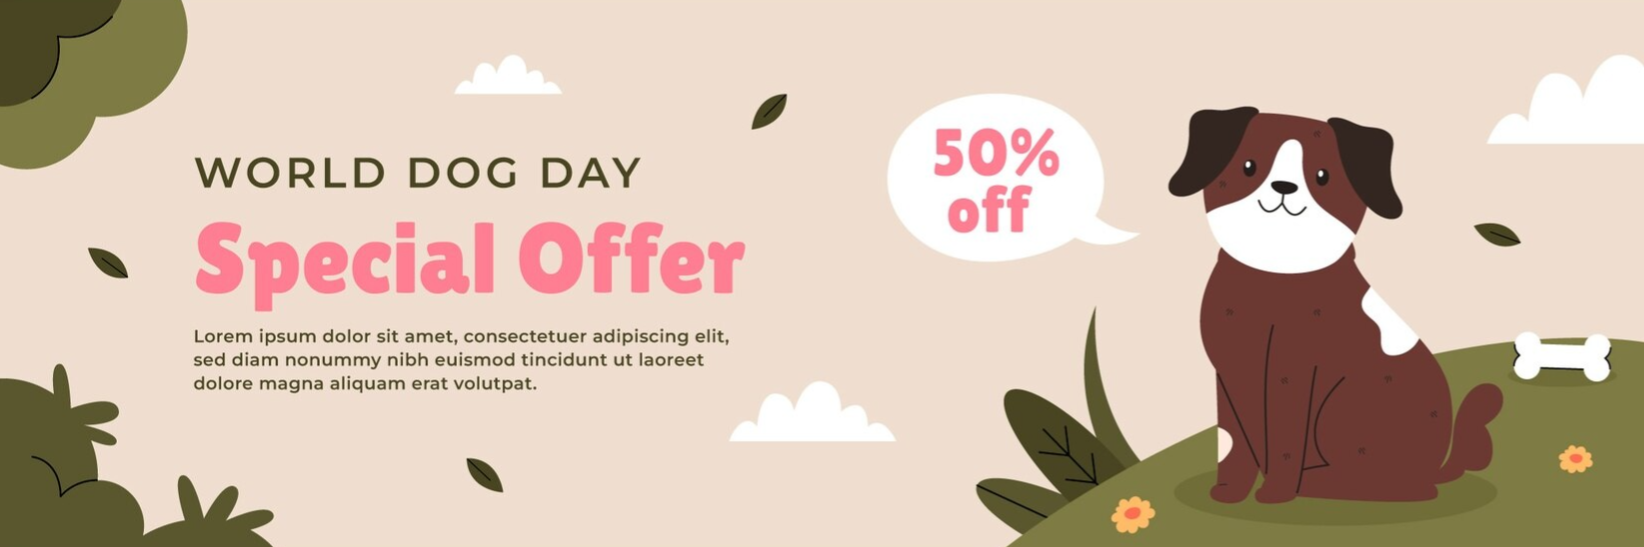 WORLD DOG DAY
Special Offer
Lorem ipsum dolor sit amet, consectetuer adipiscing elit,
sed diam nonummy nibh euismod tincidunt ut laoreet
dolore magna aliquam erat volutpat.
50%
off